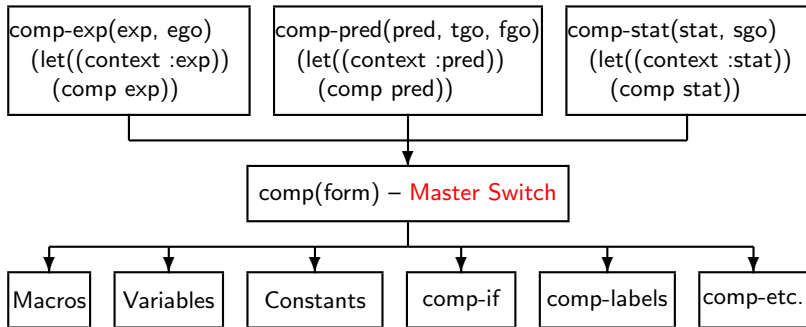 comp-exp(exp, ego)
(let((context :exp))
(comp exp))
comp-pred(pred, tgo, fgo)
(let((context :pred))
(comp pred))
comp-stat(stat, sgo)
(let((context :stat))
(comp stat))
comp(form) – Master Switch
Macros
Variables
Constants
comp-if
comp-labels
comp-etc.